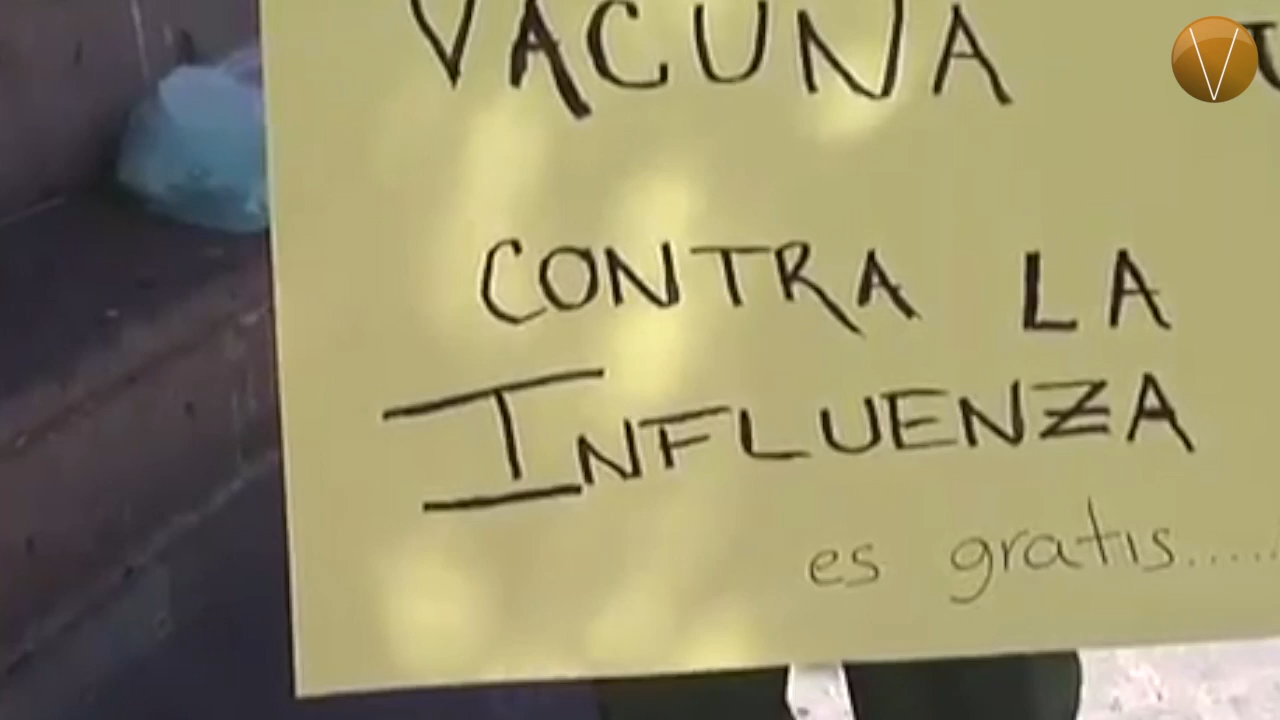 VACUNA
CONTRA LA
INFLUENZA
es gratis......
V